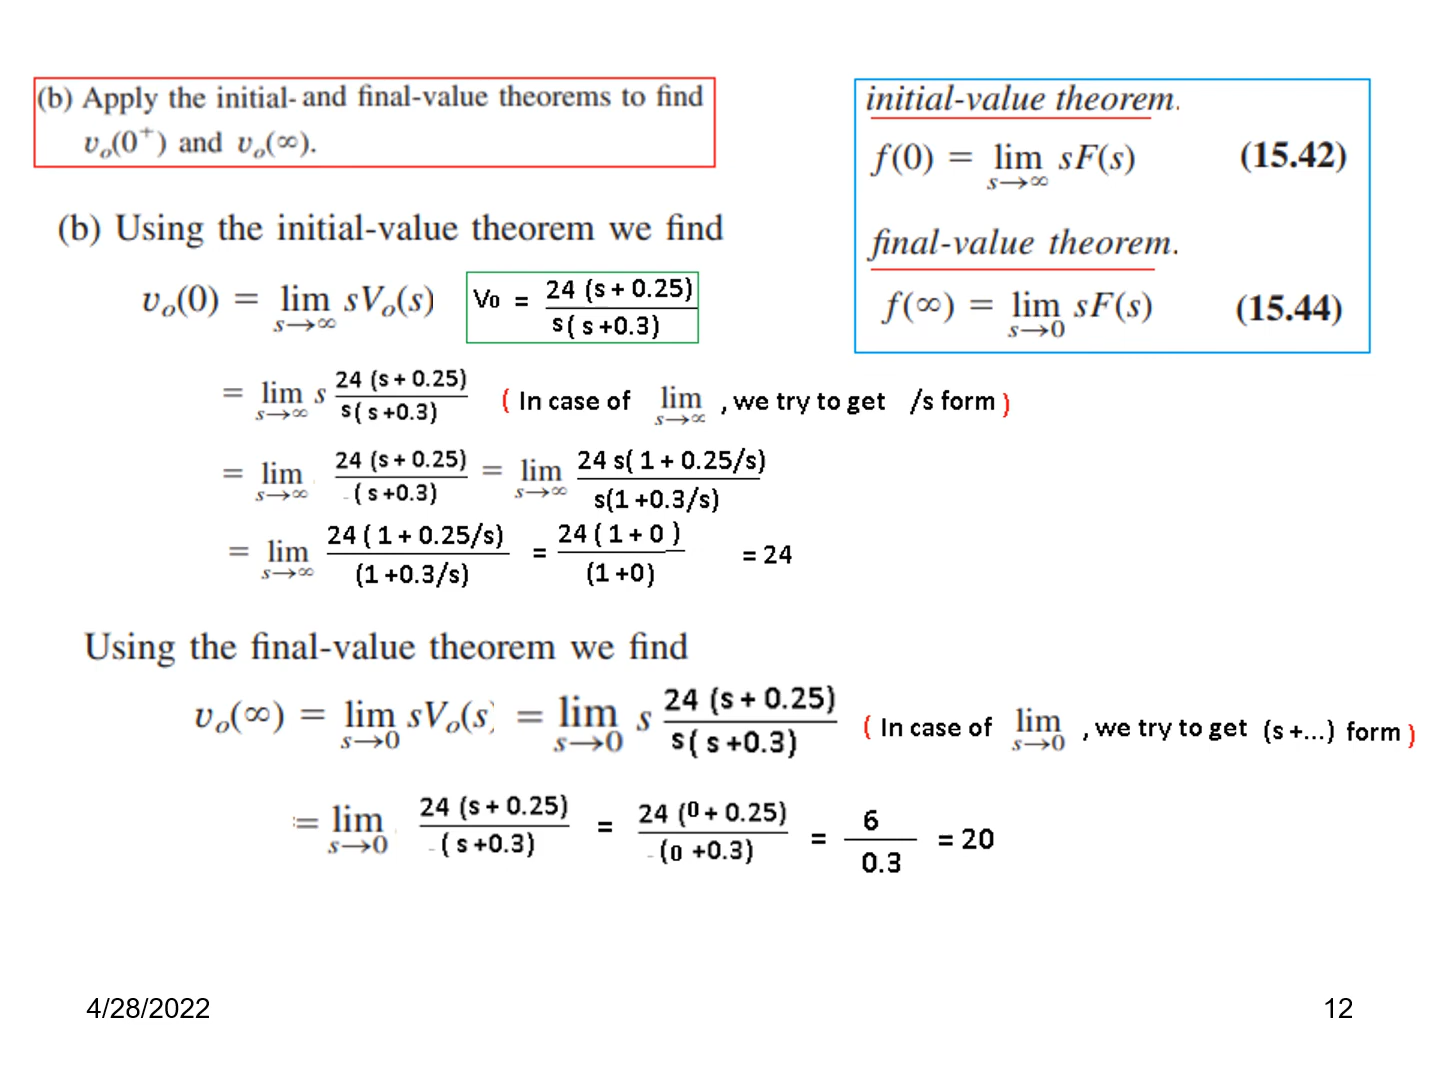 (b) Apply the initial- and final-value theorems to find
v_o(0⁺) and v_o(∞).
initial-value theorem.
f(0) = lim_{s→∞} sF(s) (15.42)
final-value theorem.
f(∞) = lim_{s→0} sF(s) (15.44)
(b) Using the initial-value theorem we find
v_o(0) = lim_{s→∞} sV_o(s) Vo = 24 (s + 0.25) / s( s +0.3)
= lim_{s→∞} s 24 (s + 0.25) / s( s +0.3) ( In case of lim_{s→∞} , we try to get /s form )
= lim_{s→∞} 24 (s + 0.25) / ( s +0.3) = lim_{s→∞} 24 s( 1 + 0.25/s) / s(1 +0.3/s)
= lim_{s→∞} 24 ( 1 + 0.25/s) / (1 +0.3/s) = 24 ( 1 + 0 ) / (1 +0) = 24
Using the final-value theorem we find
v_o(∞) = lim_{s→0} sV_o(s) = lim_{s→0} s 24 (s + 0.25) / s( s +0.3) ( In case of lim_{s→0} , we try to get (s +...) form )
= lim_{s→0} 24 (s + 0.25) / ( s +0.3) = 24 (0 + 0.25) / (0 +0.3) = 6 / 0.3 = 20
4/28/2022 12